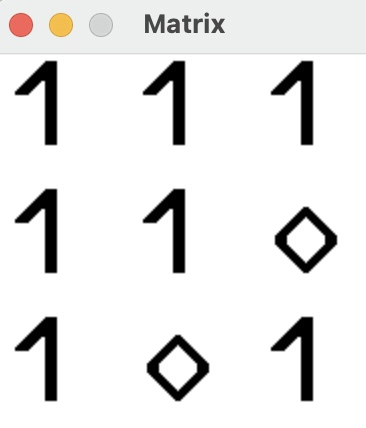 Matrix
1 1 1
1 1 ◇
1 ◇ 1